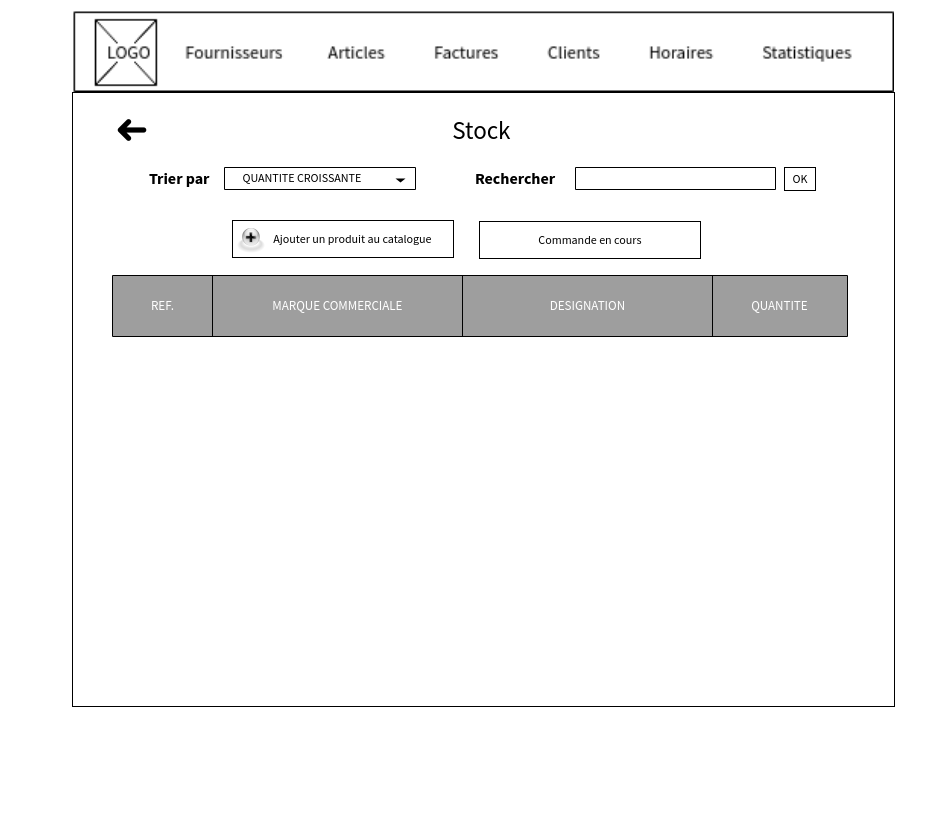 LOGO Fournisseurs Articles Factures Clients Horaires Statistiques
Stock
Trier par QUANTITE CROISSANTE Rechercher OK
Ajouter un produit au catalogue Commande en cours
REF. MARQUE COMMERCIALE DESIGNATION QUANTITE